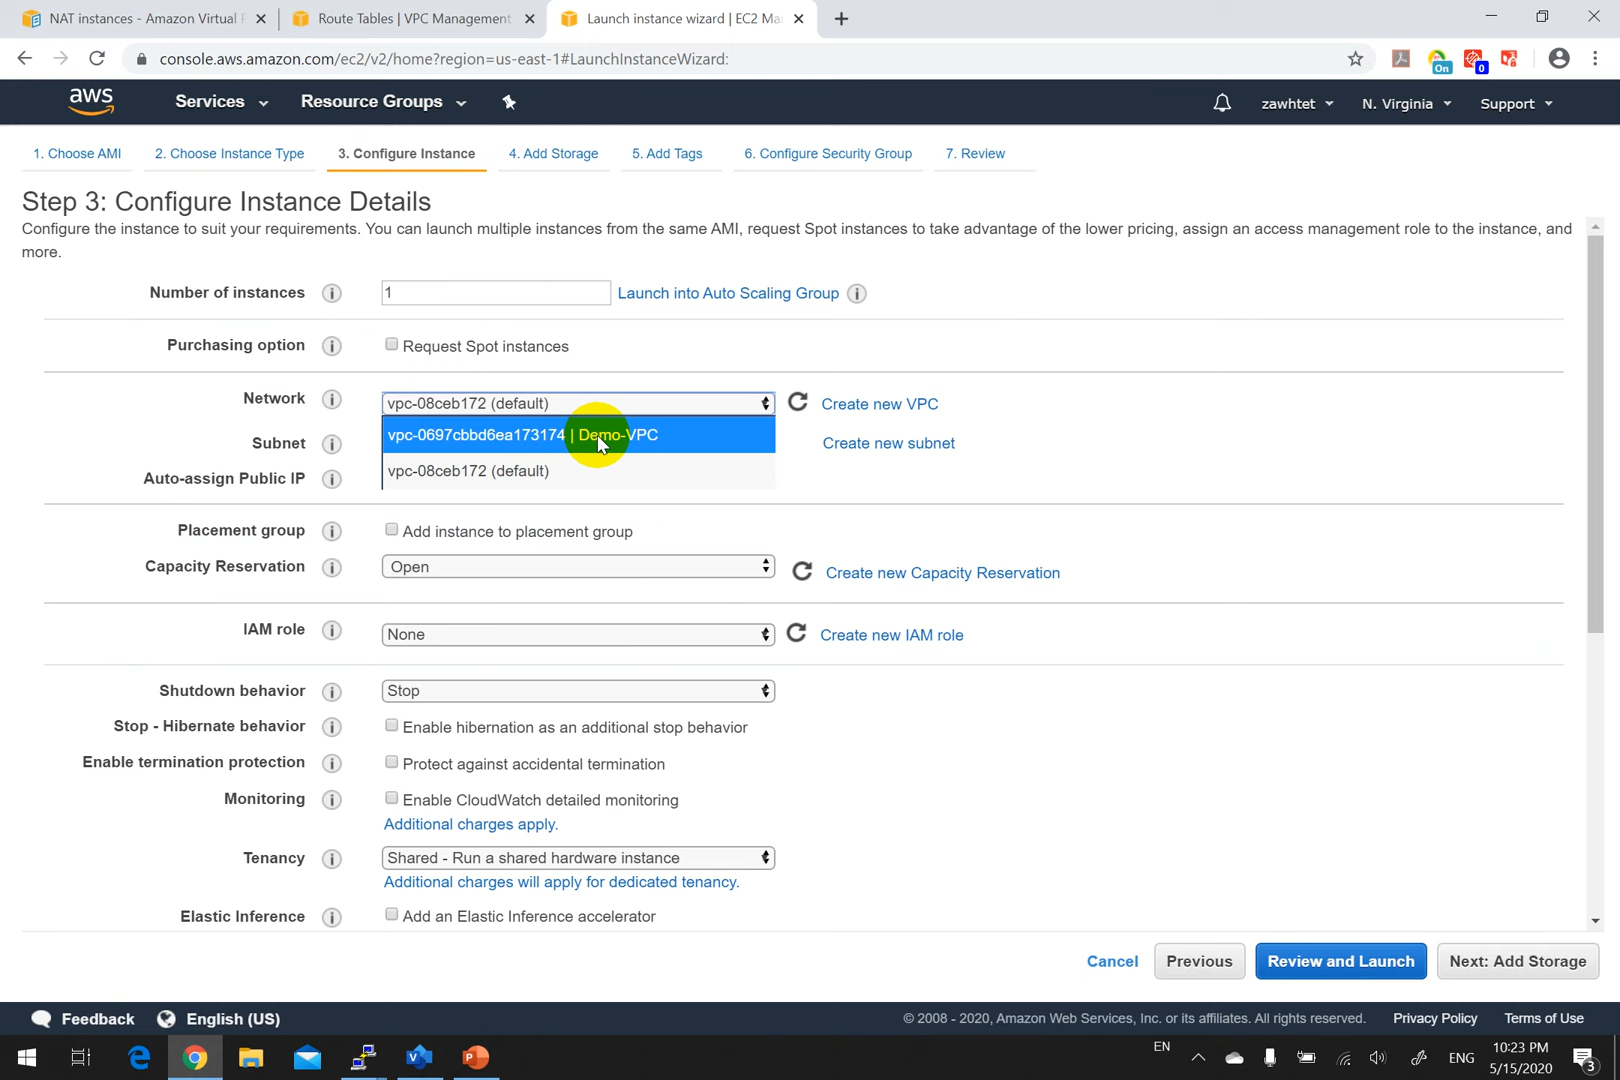 NAT instances - Amazon Virtual P
Route Tables | VPC Management
Launch instance wizard | EC2 Ma
console.aws.amazon.com/ec2/v2/home?region=us-east-1#LaunchInstanceWizard:
On
0
aws
Services
Resource Groups
zawhtet
N. Virginia
Support
1. Choose AMI
2. Choose Instance Type
3. Configure Instance
4. Add Storage
5. Add Tags
6. Configure Security Group
7. Review
Step 3: Configure Instance Details
Configure the instance to suit your requirements. You can launch multiple instances from the same AMI, request Spot instances to take advantage of the lower pricing, assign an access management role to the instance, and
more.
Number of instances
1
Launch into Auto Scaling Group
Purchasing option
Request Spot instances
Network
vpc-08ceb172 (default)
Create new VPC
vpc-0697cbbd6ea173174 | Demo-VPC
Subnet
Create new subnet
vpc-08ceb172 (default)
Auto-assign Public IP
Placement group
Add instance to placement group
Capacity Reservation
Open
Create new Capacity Reservation
IAM role
None
Create new IAM role
Shutdown behavior
Stop
Stop - Hibernate behavior
Enable hibernation as an additional stop behavior
Enable termination protection
Protect against accidental termination
Monitoring
Enable CloudWatch detailed monitoring
Additional charges apply.
Tenancy
Shared - Run a shared hardware instance
Additional charges will apply for dedicated tenancy.
Elastic Inference
Add an Elastic Inference accelerator
Cancel
Previous
Review and Launch
Next: Add Storage
Feedback
English (US)
© 2008 - 2020, Amazon Web Services, Inc. or its affiliates. All rights reserved.
Privacy Policy
Terms of Use
EN
ENG
10:23 PM
5/15/2020
3